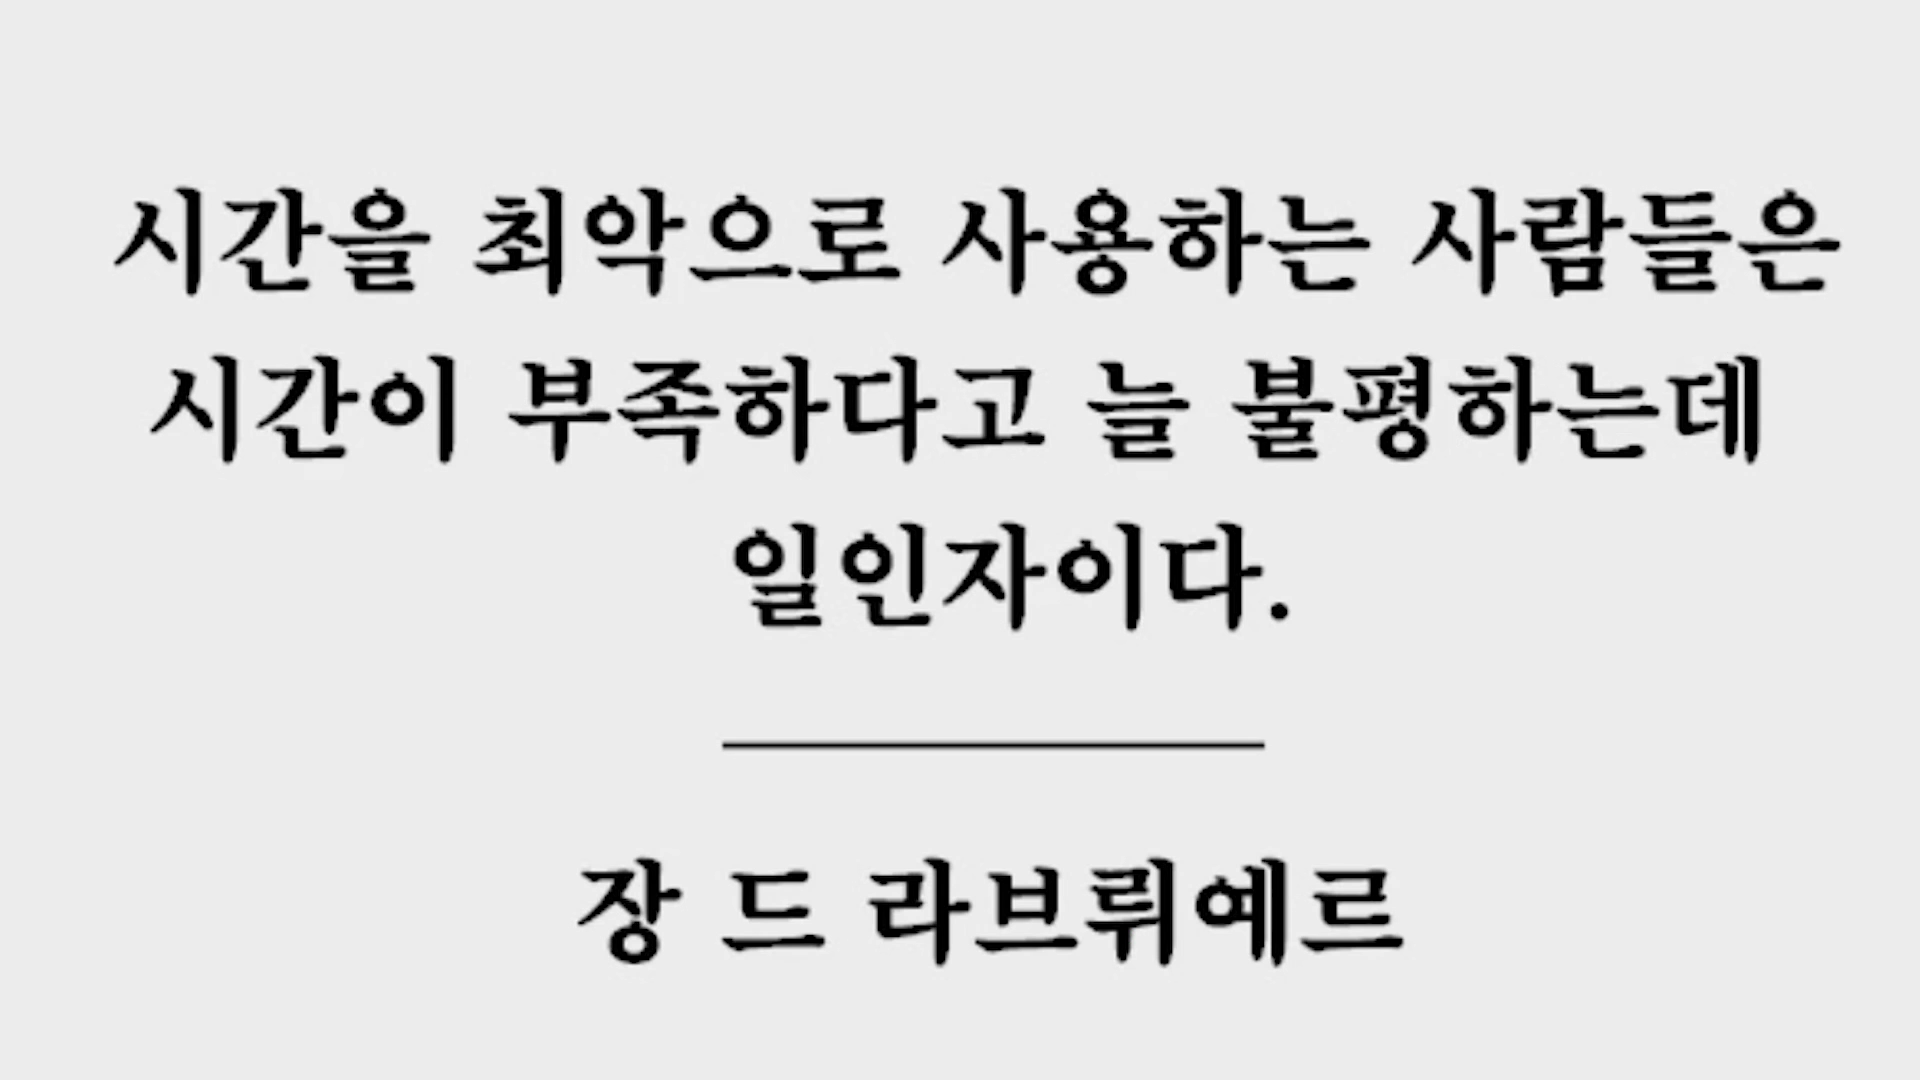 시간을 최악으로 사용하는 사람들은
시간이 부족하다고 늘 불평하는데
일인자이다.
장 드 라브뤼예르